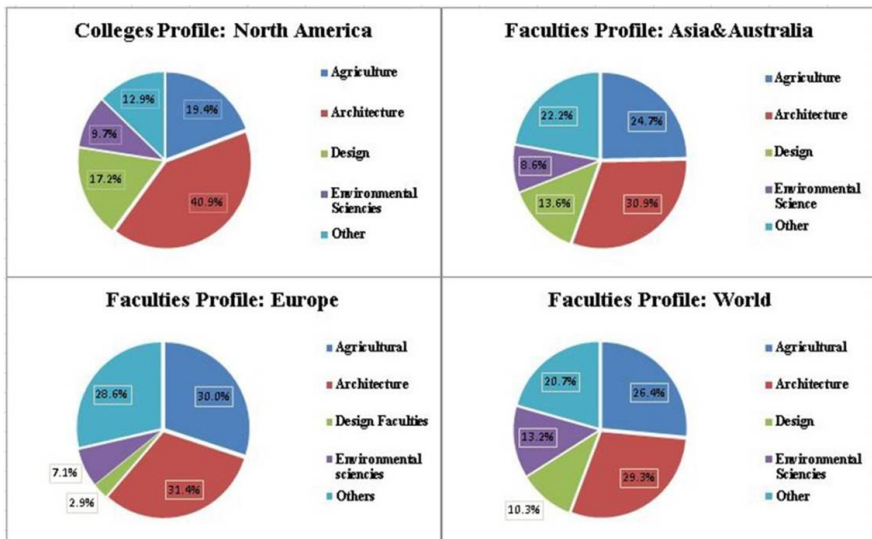 Colleges Profile: North America
12.9%
19.4%
9.7%
17.2%
40.9%
Agriculture
Architecture
Design
Environmental
Sciencies
Other
Faculties Profile: Asia&Australia
22.2%
24.7%
8.6%
13.6%
30.9%
Agriculture
Architecture
Design
Environmental
Science
Other
Faculties Profile: Europe
28.6%
30.0%
7.1%
2.9%
31.4%
Agricultural
Architecture
Design Faculties
Environmental
sciencies
Others
Faculties Profile: World
20.7%
26.4%
13.2%
10.3%
29.3%
Agricultural
Architecture
Design
Environmental
Sciencies
Other